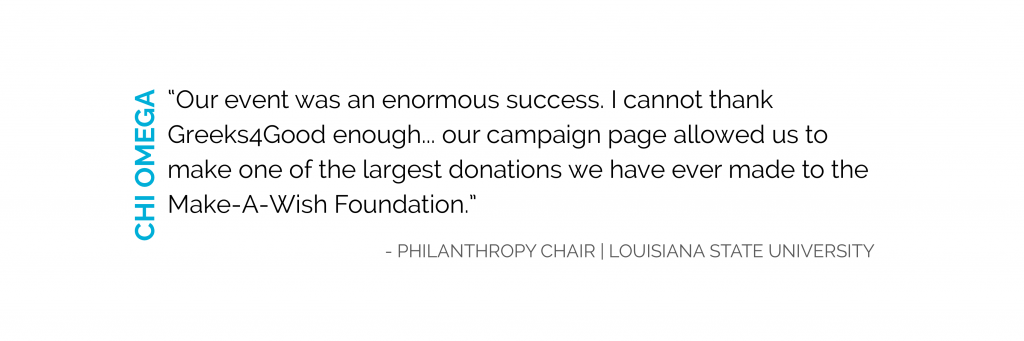 CHI OMEGA
“Our event was an enormous success. I cannot thank
Greeks4Good enough... our campaign page allowed us to
make one of the largest donations we have ever made to the
Make-A-Wish Foundation.”
- PHILANTHROPY CHAIR | LOUISIANA STATE UNIVERSITY